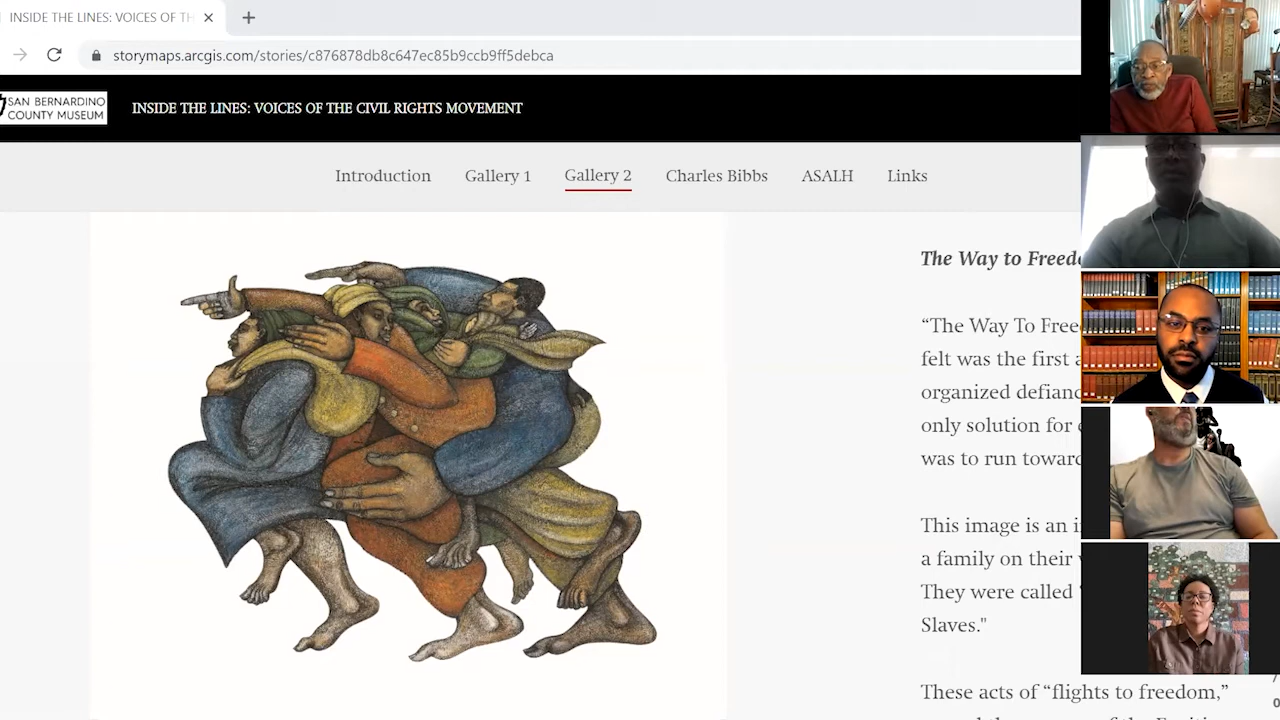 INSIDE THE LINES: VOICES OF TH
storymaps.arcgis.com/stories/c876878db8c647ec85b9ccb9ff5debca
SAN BERNARDINO
COUNTY MUSEUM
INSIDE THE LINES: VOICES OF THE CIVIL RIGHTS MOVEMENT
Introduction Gallery 1 Gallery 2 Charles Bibbs ASALH Links
The Way to Freed
“The Way To Free
felt was the first
organized defian
only solution for
was to run towar
This image is an
a family on their
They were called
Slaves."
These acts of “flights to freedom,”